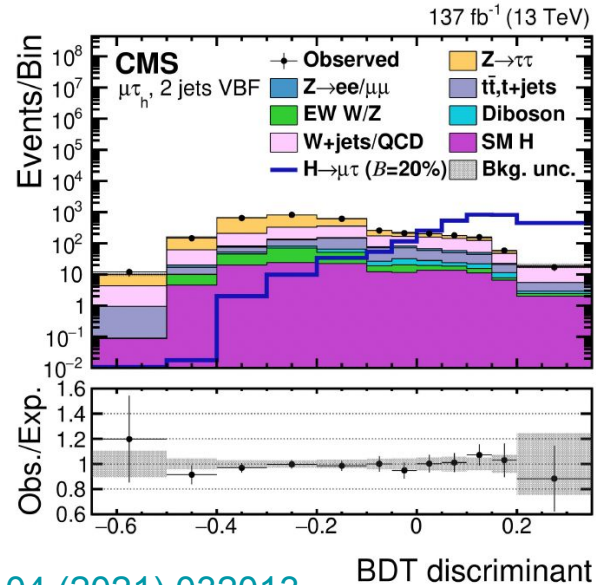 137 fb⁻¹ (13 TeV)
CMS
μτₕ, 2 jets VBF
Observed
Z→ττ
Z→ee/μμ
tt̄,t+jets
EW W/Z
Diboson
W+jets/QCD
SM H
H→μτ (B=20%)
Bkg. unc.
Events/Bin
10⁸
10⁷
10⁶
10⁵
10⁴
10³
10²
10
1
10⁻¹
10⁻²
Obs./Exp.
1.6
1.4
1.2
1
0.8
0.6
−0.6 −0.4 −0.2 0 0.2
BDT discriminant
04 (2021) 032013